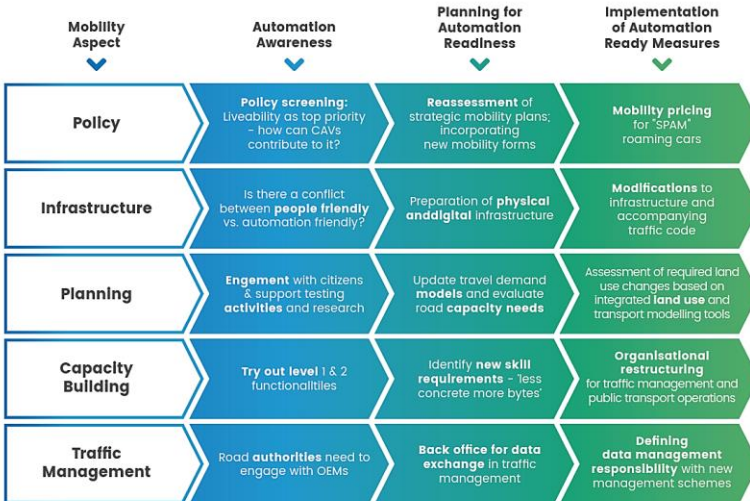 Mobility
Aspect
Automation
Awareness
Planning for
Automation
Readiness
Implementation
of Automation
Ready Measures
Policy
Policy screening:
Liveability as top priority
- how can CAVs
contribute to it?
Reassessment of
strategic mobility plans;
incorporating
new mobility forms
Mobility pricing
for "SPAM"
roaming cars
Infrastructure
Is there a conflict
between people friendly
vs. automation friendly?
Preparation of physical
anddigital infrastructure
Modifications to
infrastructure and
accompanying
traffic code
Planning
Engement with citizens
& support testing
activities and research
Update travel demand
models and evaluate
road capacity needs
Assessment of required land
use changes based on
integrated land use and
transport modelling tools
Capacity
Building
Try out level 1 & 2
functionalltiles
Identify new skill
requirements - 'less
concrete more bytes'
Organisational
restructuring
for traffic management and
public transport operations
Traffic
Management
Road authorities need to
engage with OEMs
Back office for data
exchange in traffic
management
Defining
data management
responsibility with new
management schemes